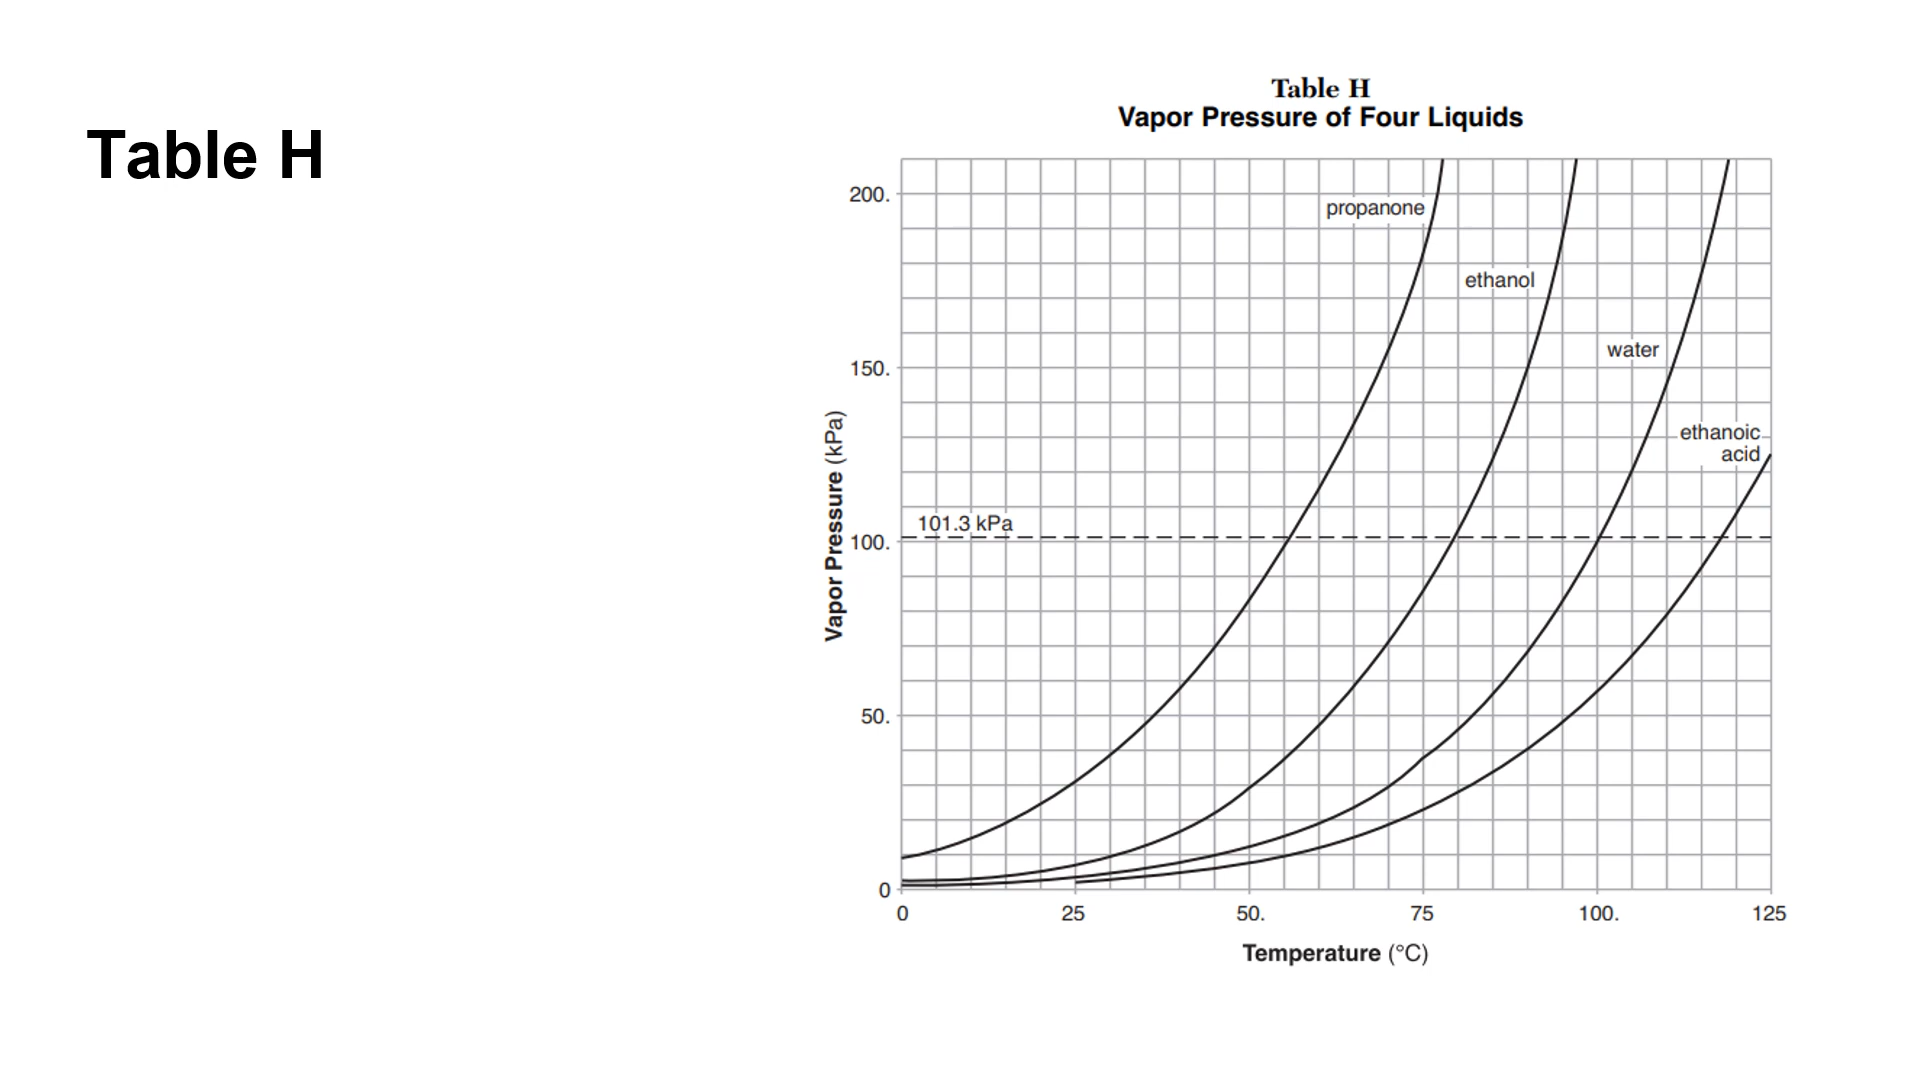 Table H
Table H
Vapor Pressure of Four Liquids
200.
propanone
ethanol
150.
water
ethanoic
acid
Vapor Pressure (kPa)
101.3 kPa
100.
50.
0
0
25
50.
75
100.
125
Temperature (°C)